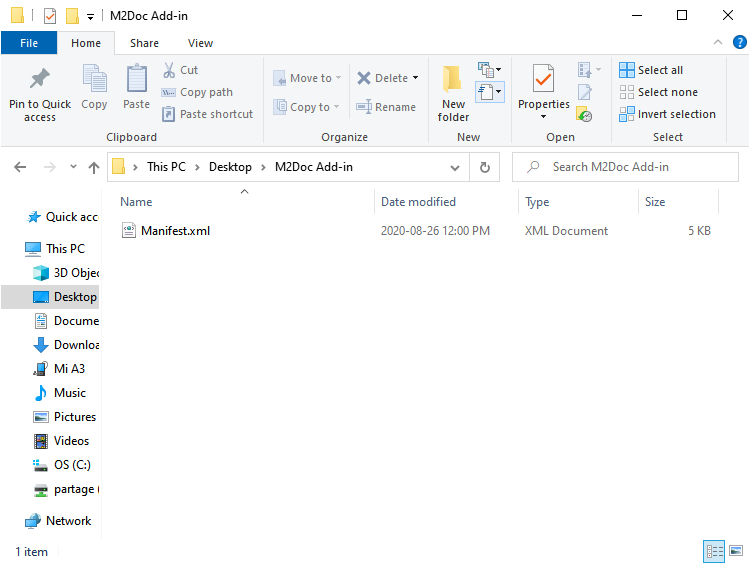 M2Doc Add-in
File Home Share View
Pin to Quick access
Copy
Paste
Cut
Copy path
Paste shortcut
Clipboard
Move to
Copy to
Delete
Rename
Organize
New folder
New
Properties
Open
Select all
Select none
Invert selection
Select
This PC > Desktop > M2Doc Add-in
Search M2Doc Add-in
Name Date modified Type Size
Manifest.xml 2020-08-26 12:00 PM XML Document 5 KB
Quick acc
This PC
3D Objec
Desktop
Docume
Downloa
Mi A3
Music
Pictures
Videos
OS (C:)
partage (
Network
1 item